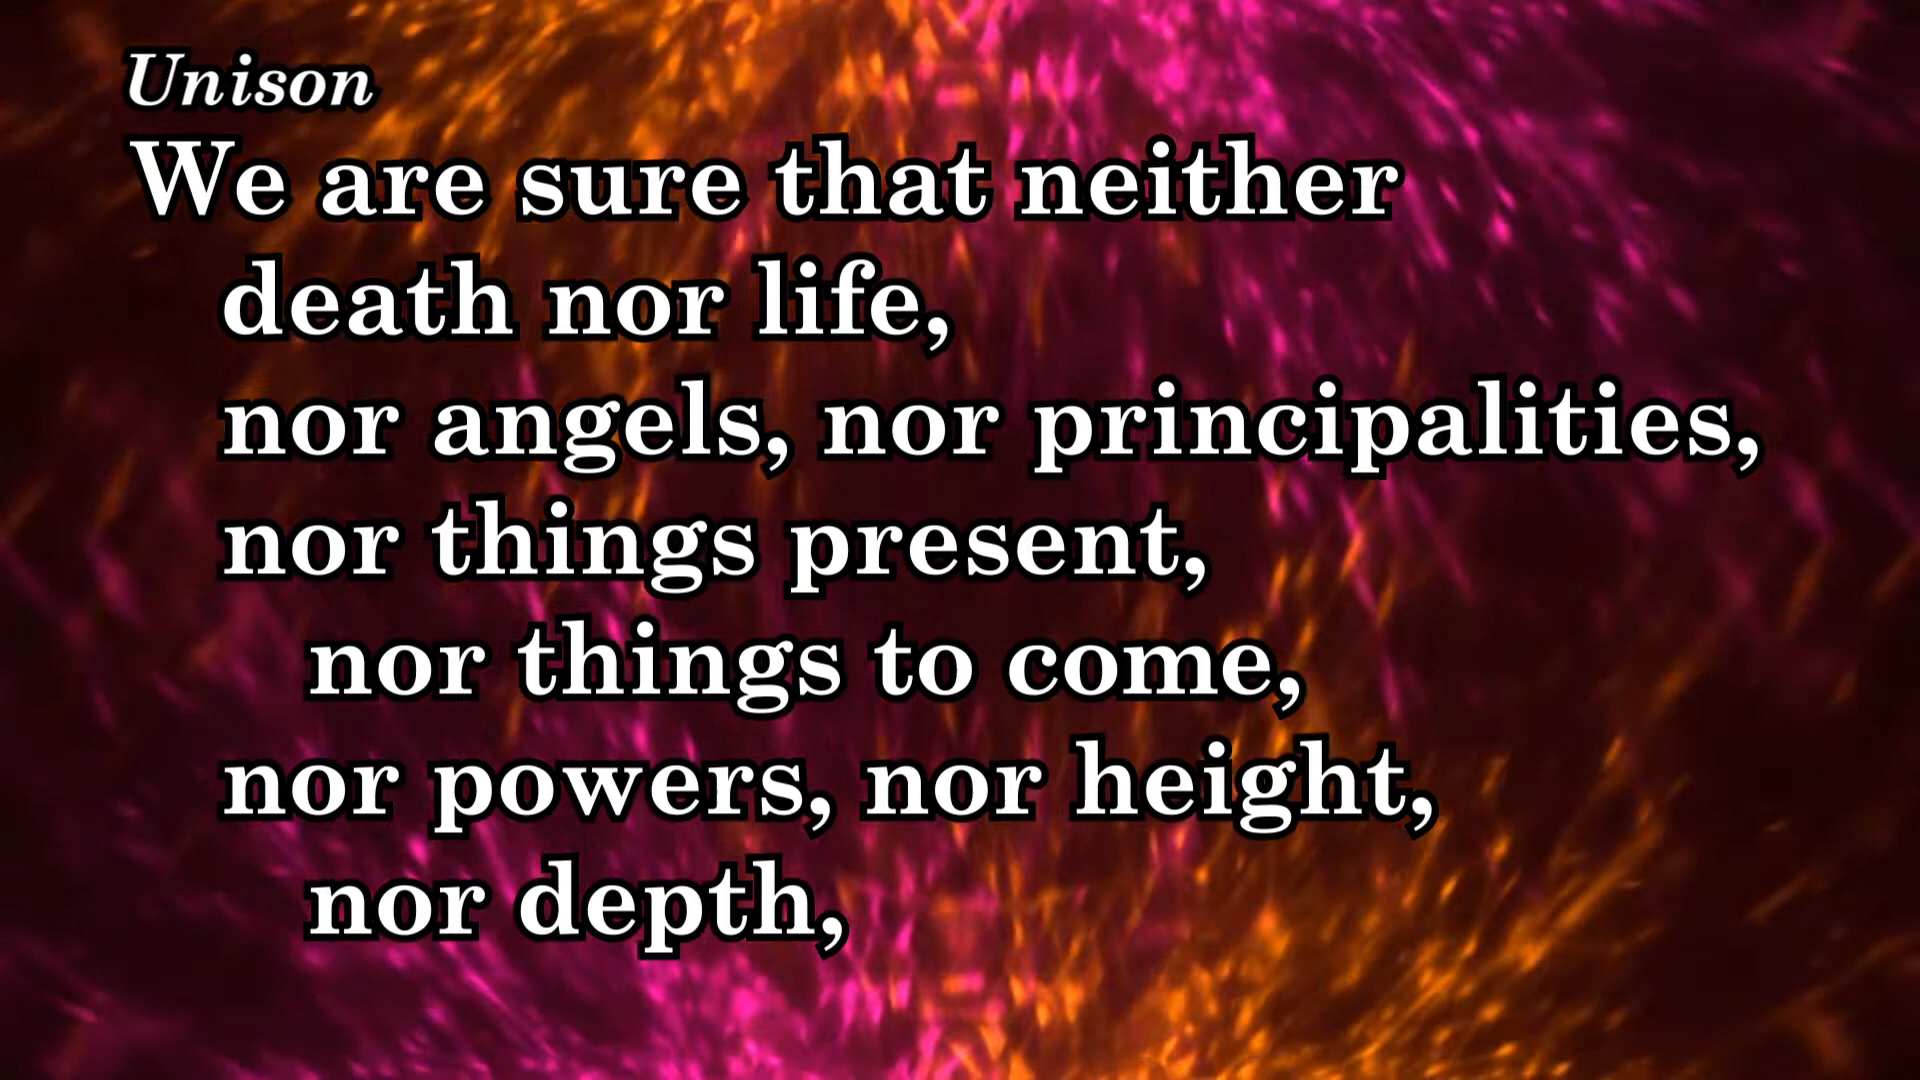 Unison
We are sure that neither
death nor life,
nor angels, nor principalities,
nor things present,
nor things to come,
nor powers, nor height,
nor depth,